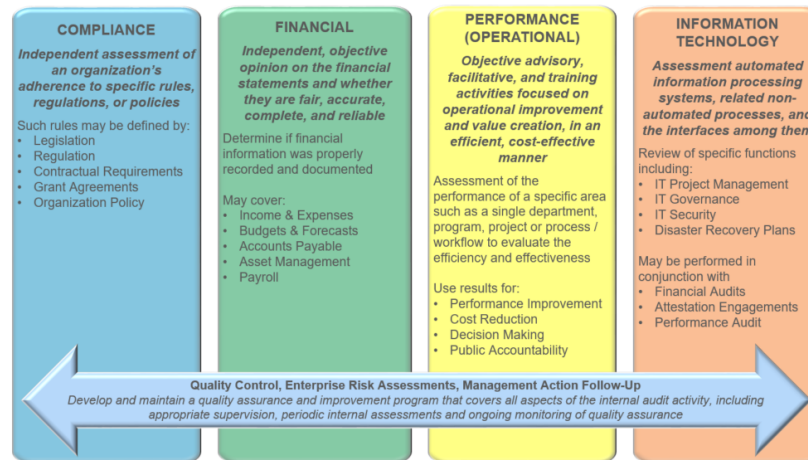 COMPLIANCE
Independent assessment of
an organization's
adherence to specific rules,
regulations, or policies
Such rules may be defined by:
• Legislation
• Regulation
• Contractual Requirements
• Grant Agreements
• Organization Policy
FINANCIAL
Independent, objective
opinion on the financial
statements and whether
they are fair, accurate,
complete, and reliable
Determine if financial
information was properly
recorded and documented
May cover:
• Income & Expenses
• Budgets & Forecasts
• Accounts Payable
• Asset Management
• Payroll
PERFORMANCE
(OPERATIONAL)
Objective advisory,
facilitative, and training
activities focused on
operational improvement
and value creation, in an
efficient, cost-effective
manner
Assessment of the
performance of a specific area
such as a single department,
program, project or process /
workflow to evaluate the
efficiency and effectiveness
Use results for:
• Performance Improvement
• Cost Reduction
• Decision Making
• Public Accountability
INFORMATION
TECHNOLOGY
Assessment automated
information processing
systems, related non-
automated processes, and
the interfaces among them
Review of specific functions
including:
• IT Project Management
• IT Governance
• IT Security
• Disaster Recovery Plans
May be performed in
conjunction with
• Financial Audits
• Attestation Engagements
• Performance Audit
Quality Control, Enterprise Risk Assessments, Management Action Follow-Up
Develop and maintain a quality assurance and improvement program that covers all aspects of the internal audit activity, including
appropriate supervision, periodic internal assessments and ongoing monitoring of quality assurance